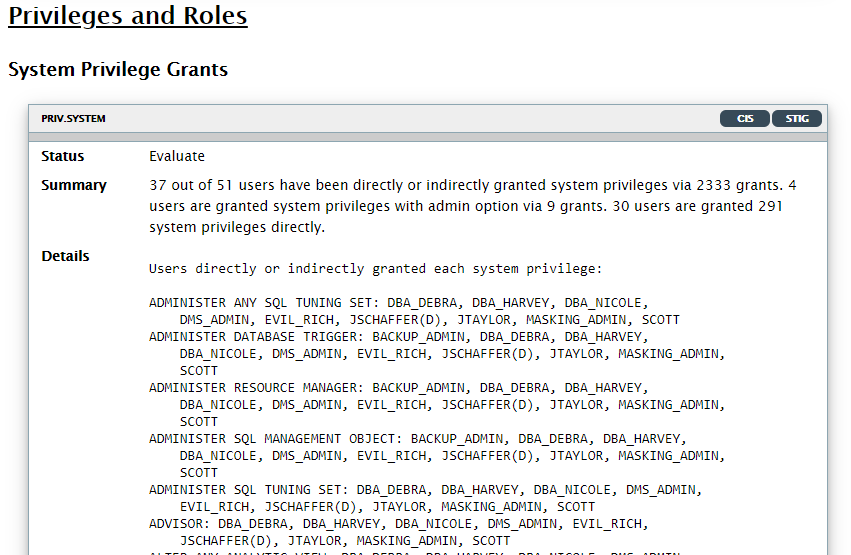 Privileges and Roles
System Privilege Grants
PRIV.SYSTEM CIS STIG
Status Evaluate
Summary 37 out of 51 users have been directly or indirectly granted system privileges via 2333 grants. 4
users are granted system privileges with admin option via 9 grants. 30 users are granted 291
system privileges directly.
Details
Users directly or indirectly granted each system privilege:
ADMINISTER ANY SQL TUNING SET: DBA_DEBRA, DBA_HARVEY, DBA_NICOLE,
DMS_ADMIN, EVIL_RICH, JSCHAFFER(D), JTAYLOR, MASKING_ADMIN, SCOTT
ADMINISTER DATABASE TRIGGER: BACKUP_ADMIN, DBA_DEBRA, DBA_HARVEY,
DBA_NICOLE, DMS_ADMIN, EVIL_RICH, JSCHAFFER(D), JTAYLOR, MASKING_ADMIN,
SCOTT
ADMINISTER RESOURCE MANAGER: BACKUP_ADMIN, DBA_DEBRA, DBA_HARVEY,
DBA_NICOLE, DMS_ADMIN, EVIL_RICH, JSCHAFFER(D), JTAYLOR, MASKING_ADMIN,
SCOTT
ADMINISTER SQL MANAGEMENT OBJECT: BACKUP_ADMIN, DBA_DEBRA, DBA_HARVEY,
DBA_NICOLE, DMS_ADMIN, EVIL_RICH, JSCHAFFER(D), JTAYLOR, MASKING_ADMIN,
SCOTT
ADMINISTER SQL TUNING SET: DBA_DEBRA, DBA_HARVEY, DBA_NICOLE, DMS_ADMIN,
EVIL_RICH, JSCHAFFER(D), JTAYLOR, MASKING_ADMIN, SCOTT
ADVISOR: DBA_DEBRA, DBA_HARVEY, DBA_NICOLE, DMS_ADMIN, EVIL_RICH,
JSCHAFFER(D), JTAYLOR, MASKING_ADMIN, SCOTT